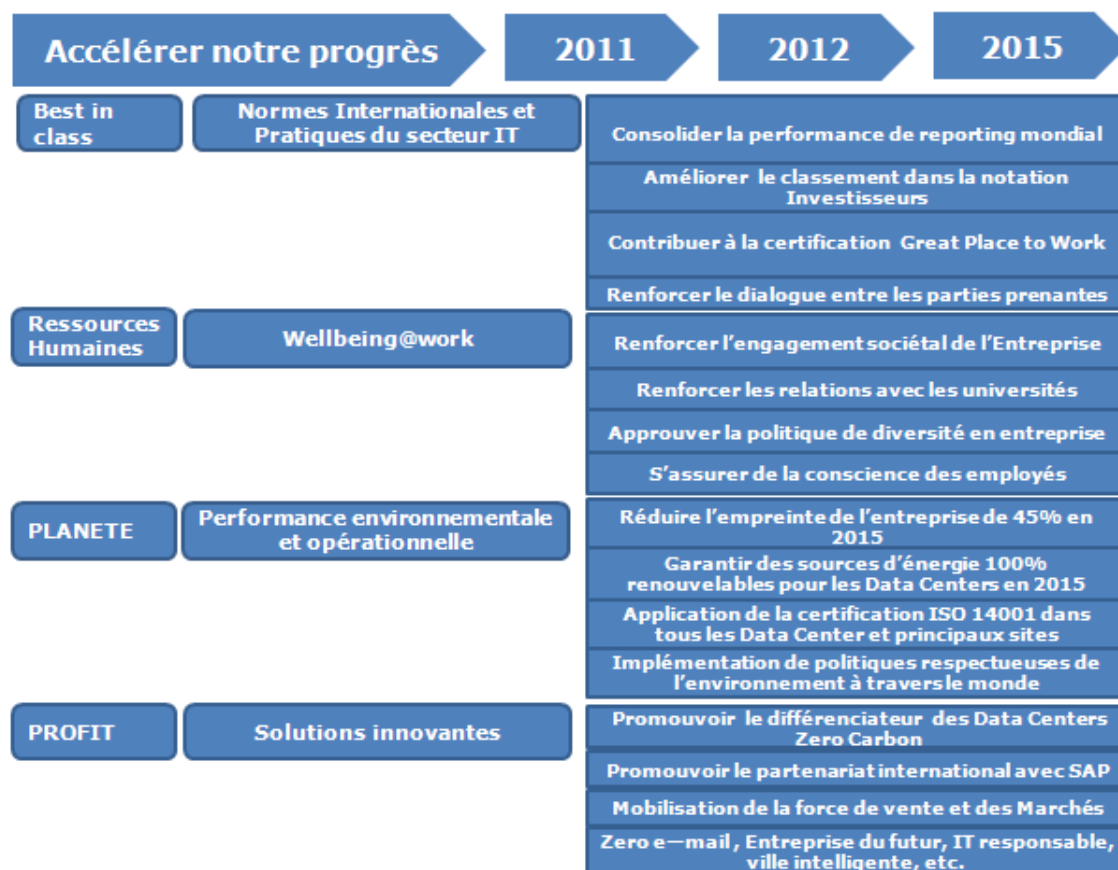 Accélérer notre progrès
2011
2012
2015
Best in
class
Normes Internationales et
Pratiques du secteur IT
Consolider la performance de reporting mondial
Améliorer le classement dans la notation
Investisseurs
Contribuer à la certification Great Place to Work
Renforcer le dialogue entre les parties prenantes
Ressources
Humaines
Wellbeing@work
Renforcer l'engagement sociétal de l'Entreprise
Renforcer les relations avec les universités
Approuver la politique de diversité en entreprise
S'assurer de la conscience des employés
PLANETE
Performance environnementale
et opérationnelle
Réduire l'empreinte de l'entreprise de 45% en
2015
Garantir des sources d'énergie 100%
renouvelables pour les Data Centers en 2015
Application de la certification ISO 14001 dans
tous les Data Center et principaux sites
Implémentation de politiques respectueuses de
l'environnement à travers le monde
PROFIT
Solutions innovantes
Promouvoir le différenciateur des Data Centers
Zero Carbon
Promouvoir le partenariat international avec SAP
Mobilisation de la force de vente et des Marchés
Zero e—mail , Entreprise du futur, IT responsable,
ville intelligente, etc.